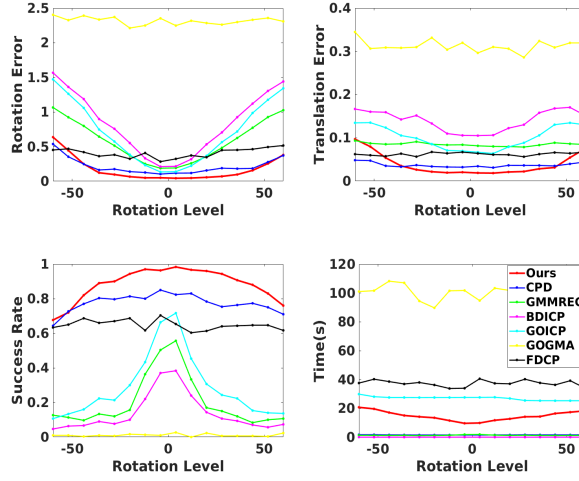 2.5
2
1.5
1
0.5
0
Rotation Error
-50
0
50
Rotation Level
0.4
0.3
0.2
0.1
0
Translation Error
-50
0
50
Rotation Level
1
0.8
0.6
0.4
0.2
0
Success Rate
-50
0
50
Rotation Level
120
100
80
60
40
20
0
Time(s)
-50
0
50
Rotation Level
Ours
CPD
GMMREG
BDICP
GOICP
GOGMA
FDCP